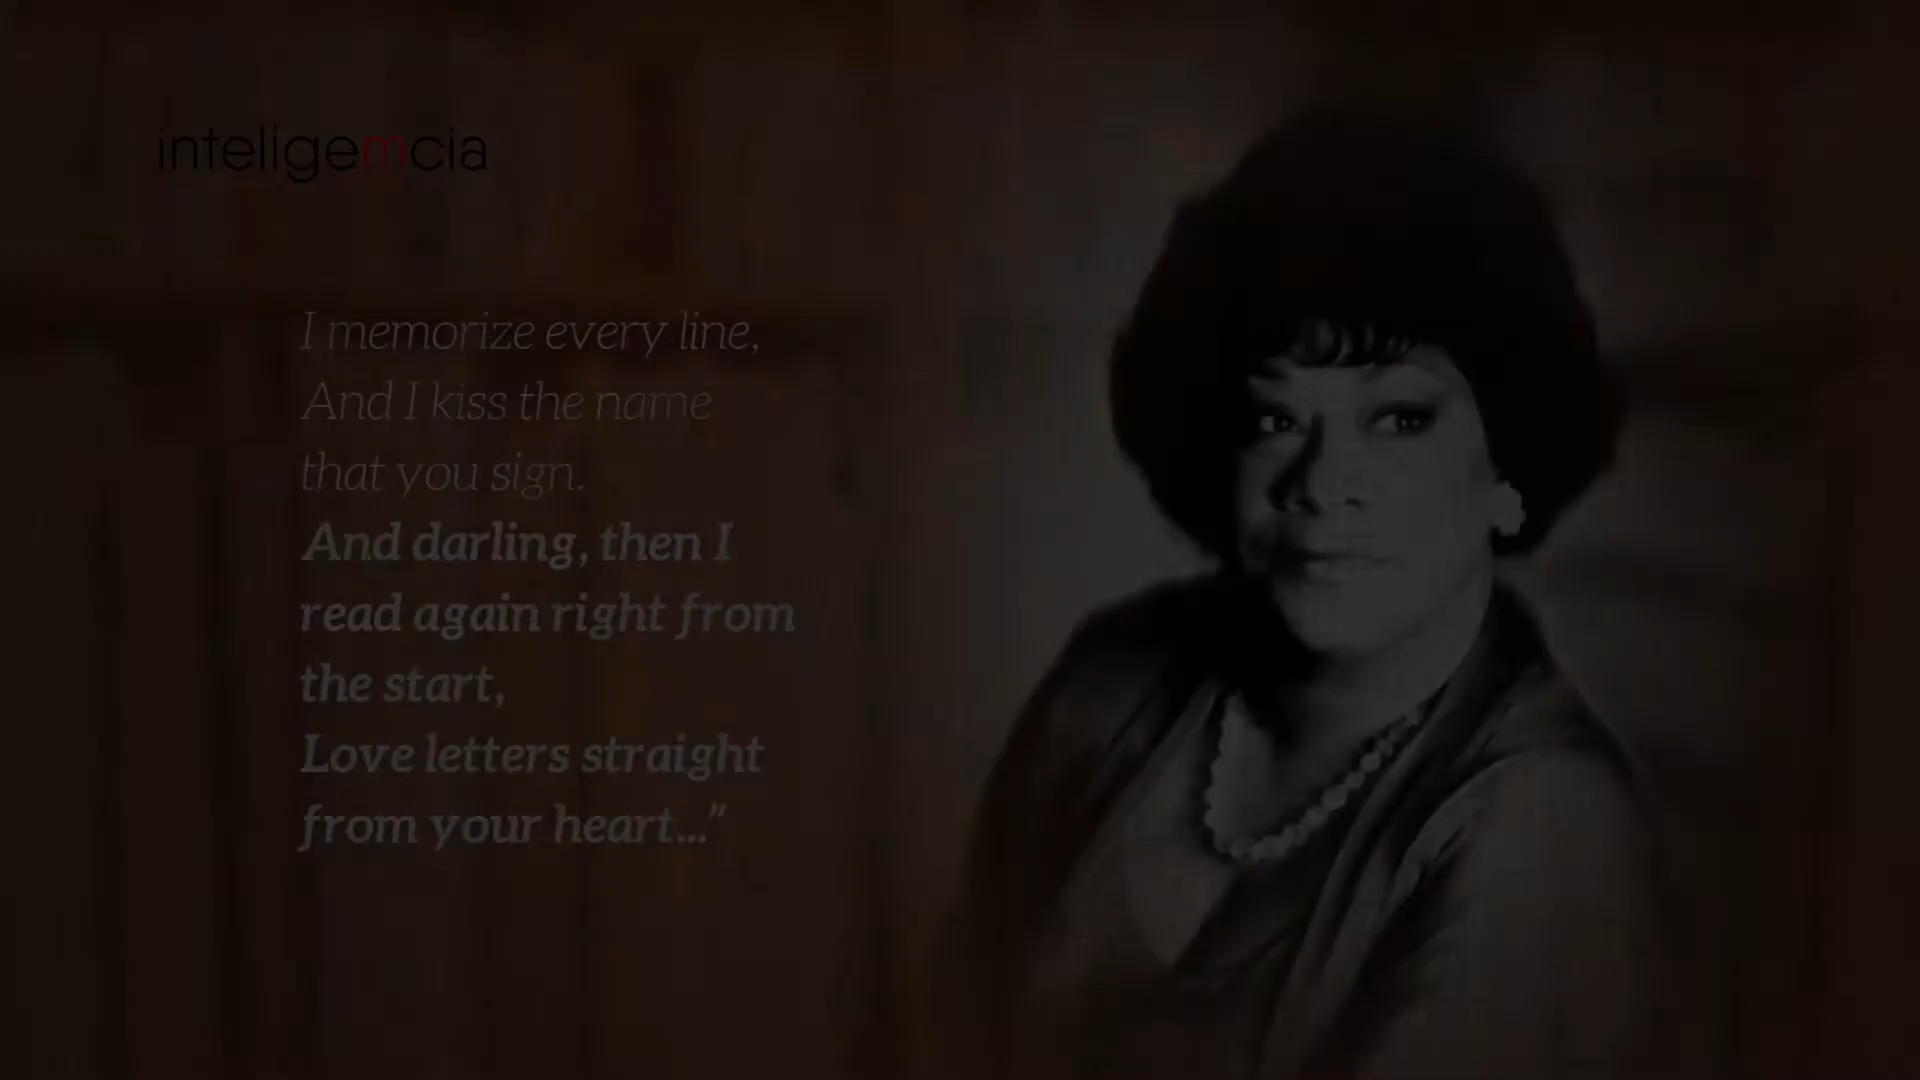 inteligemcia
I memorize every line,
And I kiss the name
that you sign.
And darling, then I
read again right from
the start,
Love letters straight
from your heart..."